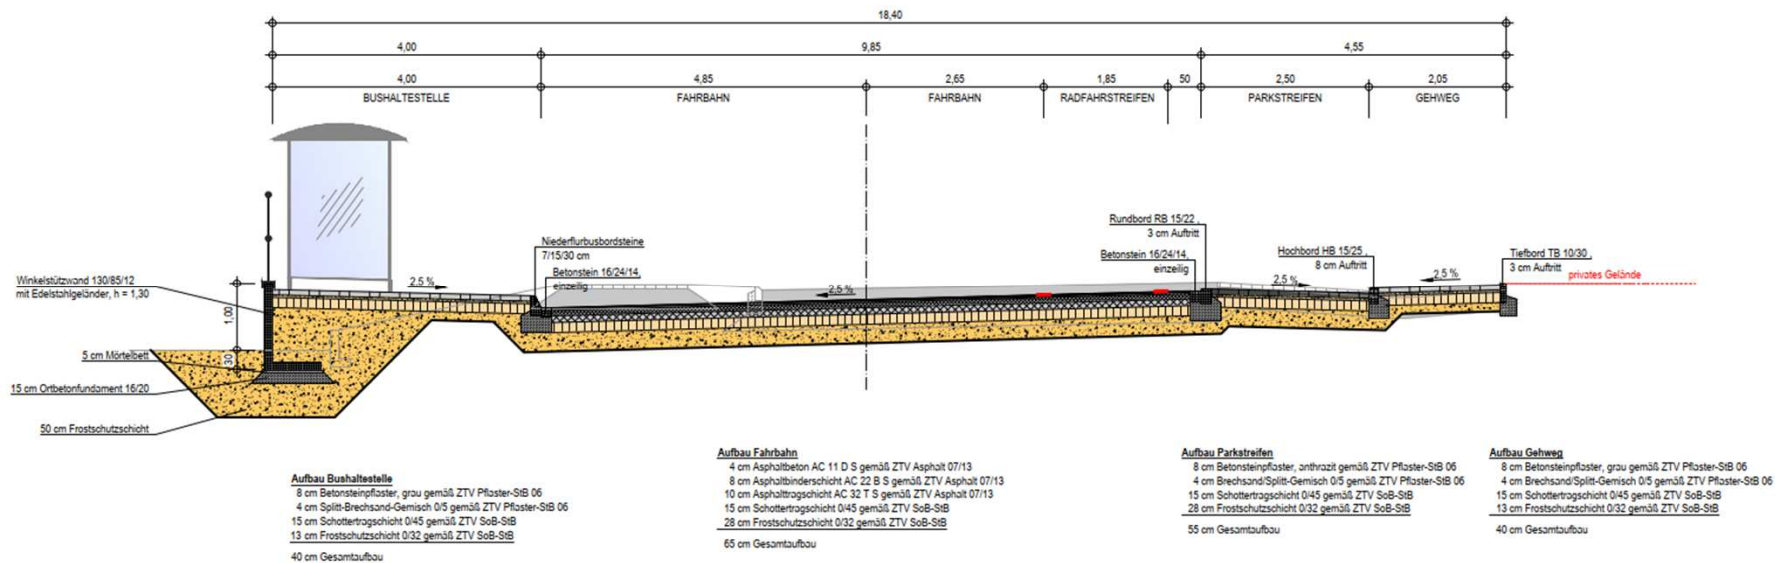 18,40
4,00
9,85
4,55
4,00
4,85
2,65
1,85
50
2,50
2,05
BUSHALTESTELLE
FAHRBAHN
FAHRBAHN
RADFAHRSTREIFEN
PARKSTREIFEN
GEHWEG
Winkelstützwand 130/85/12
mit Edelstahlgeländer, h = 1,30
1,00
30
5 cm Mörtelbett
15 cm Ortbetonfundament 16/20
50 cm Frostschutzschicht
2,5 %
Niederflurbusbordsteine
7/15/30 cm
Betonstein 16/24/14,
einzeilig
2,5 %
Rundbord RB 15/22 ,
3 cm Auftritt
Betonstein 16/24/14,
einzeilig
2,5 %
Hochbord HB 15/25 ,
8 cm Auftritt
2,5 %
Tiefbord TB 10/30 ,
3 cm Auftritt
privates Gelände
Aufbau Bushaltestelle
8 cm Betonsteinpflaster, grau gemäß ZTV Pflaster-StB 06
4 cm Splitt-Brechsand-Gemisch 0/5 gemäß ZTV Pflaster-StB 06
15 cm Schottertragschicht 0/45 gemäß ZTV SoB-StB
13 cm Frostschutzschicht 0/32 gemäß ZTV SoB-StB
40 cm Gesamtaufbau
Aufbau Fahrbahn
4 cm Asphaltbeton AC 11 D S gemäß ZTV Asphalt 07/13
8 cm Asphaltbinderschicht AC 22 B S gemäß ZTV Asphalt 07/13
10 cm Asphalttragschicht AC 32 T S gemäß ZTV Asphalt 07/13
15 cm Schottertragschicht 0/45 gemäß ZTV SoB-StB
28 cm Frostschutzschicht 0/32 gemäß ZTV SoB-StB
65 cm Gesamtaufbau
Aufbau Parkstreifen
8 cm Betonsteinpflaster, anthrazit gemäß ZTV Pflaster-StB 06
4 cm Brechsand/Splitt-Gemisch 0/5 gemäß ZTV Pflaster-StB 06
15 cm Schottertragschicht 0/45 gemäß ZTV SoB-StB
28 cm Frostschutzschicht 0/32 gemäß ZTV SoB-StB
55 cm Gesamtaufbau
Aufbau Gehweg
8 cm Betonsteinpflaster, grau gemäß ZTV Pflaster-StB 06
4 cm Brechsand/Splitt-Gemisch 0/5 gemäß ZTV Pflaster StB 06
15 cm Schottertragschicht 0/45 gemäß ZTV SoB-StB
13 cm Frostschutzschicht 0/32 gemäß ZTV SoB-StB
40 cm Gesamtaufbau